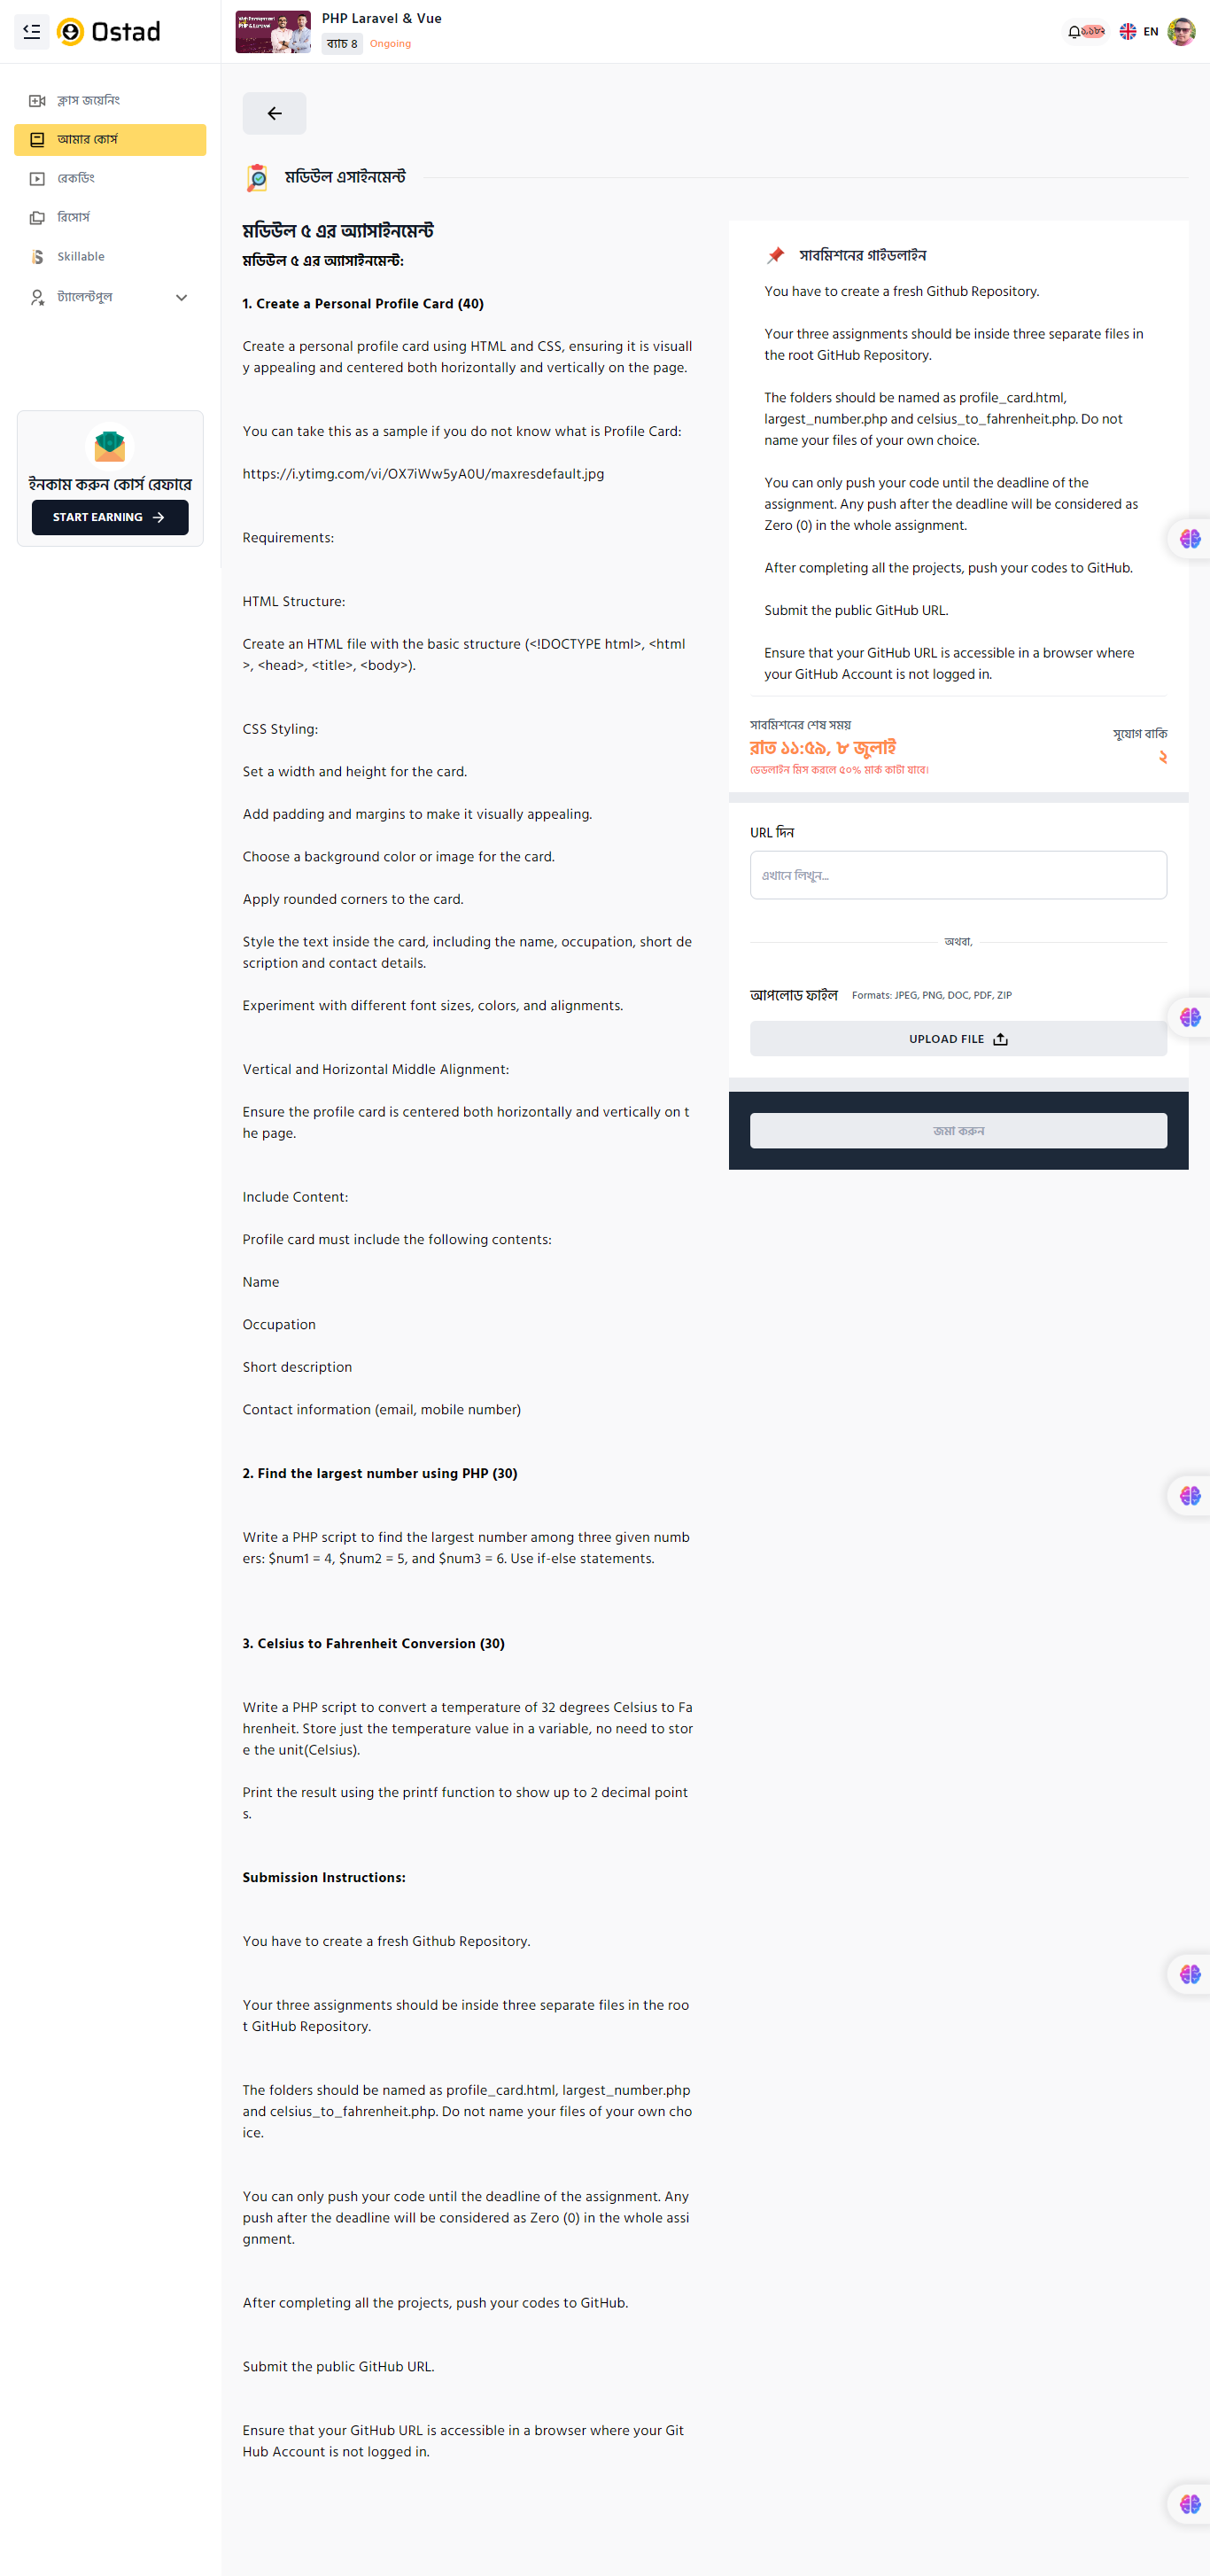 Ostad
PHP Laravel & Vue
ব্যাচ ৪ Ongoing
১,১৮২
EN
ক্লাস জয়েনিং
আমার কোর্স
রেকর্ডিং
রিসোর্স
Skillable
ট্যালেন্টপুল
ইনকাম করুন কোর্স রেফারে
START EARNING
মডিউল এসাইনমেন্ট
মডিউল ৫ এর অ্যাসাইনমেন্ট
মডিউল ৫ এর অ্যাসাইনমেন্ট:
1. Create a Personal Profile Card (40)
Create a personal profile card using HTML and CSS, ensuring it is visuall
y appealing and centered both horizontally and vertically on the page.
You can take this as a sample if you do not know what is Profile Card:
https://i.ytimg.com/vi/OX7iWw5yA0U/maxresdefault.jpg
Requirements:
HTML Structure:
Create an HTML file with the basic structure (<!DOCTYPE html>, <html
>, <head>, <title>, <body>).
CSS Styling:
Set a width and height for the card.
Add padding and margins to make it visually appealing.
Choose a background color or image for the card.
Apply rounded corners to the card.
Style the text inside the card, including the name, occupation, short de
scription and contact details.
Experiment with different font sizes, colors, and alignments.
Vertical and Horizontal Middle Alignment:
Ensure the profile card is centered both horizontally and vertically on t
he page.
Include Content:
Profile card must include the following contents:
Name
Occupation
Short description
Contact information (email, mobile number)
2. Find the largest number using PHP (30)
Write a PHP script to find the largest number among three given numb
ers: $num1 = 4, $num2 = 5, and $num3 = 6. Use if-else statements.
3. Celsius to Fahrenheit Conversion (30)
Write a PHP script to convert a temperature of 32 degrees Celsius to Fa
hrenheit. Store just the temperature value in a variable, no need to stor
e the unit(Celsius).
Print the result using the printf function to show up to 2 decimal point
s.
Submission Instructions:
You have to create a fresh Github Repository.
Your three assignments should be inside three separate files in the roo
t GitHub Repository.
The folders should be named as profile_card.html, largest_number.php
and celsius_to_fahrenheit.php. Do not name your files of your own cho
ice.
You can only push your code until the deadline of the assignment. Any
push after the deadline will be considered as Zero (0) in the whole assi
gnment.
After completing all the projects, push your codes to GitHub.
Submit the public GitHub URL.
Ensure that your GitHub URL is accessible in a browser where your Git
Hub Account is not logged in.
সাবমিশনের গাইডলাইন
You have to create a fresh Github Repository.
Your three assignments should be inside three separate files in
the root GitHub Repository.
The folders should be named as profile_card.html,
largest_number.php and celsius_to_fahrenheit.php. Do not
name your files of your own choice.
You can only push your code until the deadline of the
assignment. Any push after the deadline will be considered as
Zero (0) in the whole assignment.
After completing all the projects, push your codes to GitHub.
Submit the public GitHub URL.
Ensure that your GitHub URL is accessible in a browser where
your GitHub Account is not logged in.
সাবমিশনের শেষ সময়
রাত ১১:৫৯, ৮ জুলাই
ডেডলাইন মিস করলে ৫০% মার্ক কাটা যাবে।
সুযোগ বাকি
২
URL দিন
এখানে লিখুন...
অথবা,
আপলোড ফাইল Formats: JPEG, PNG, DOC, PDF, ZIP
UPLOAD FILE
জমা করুন